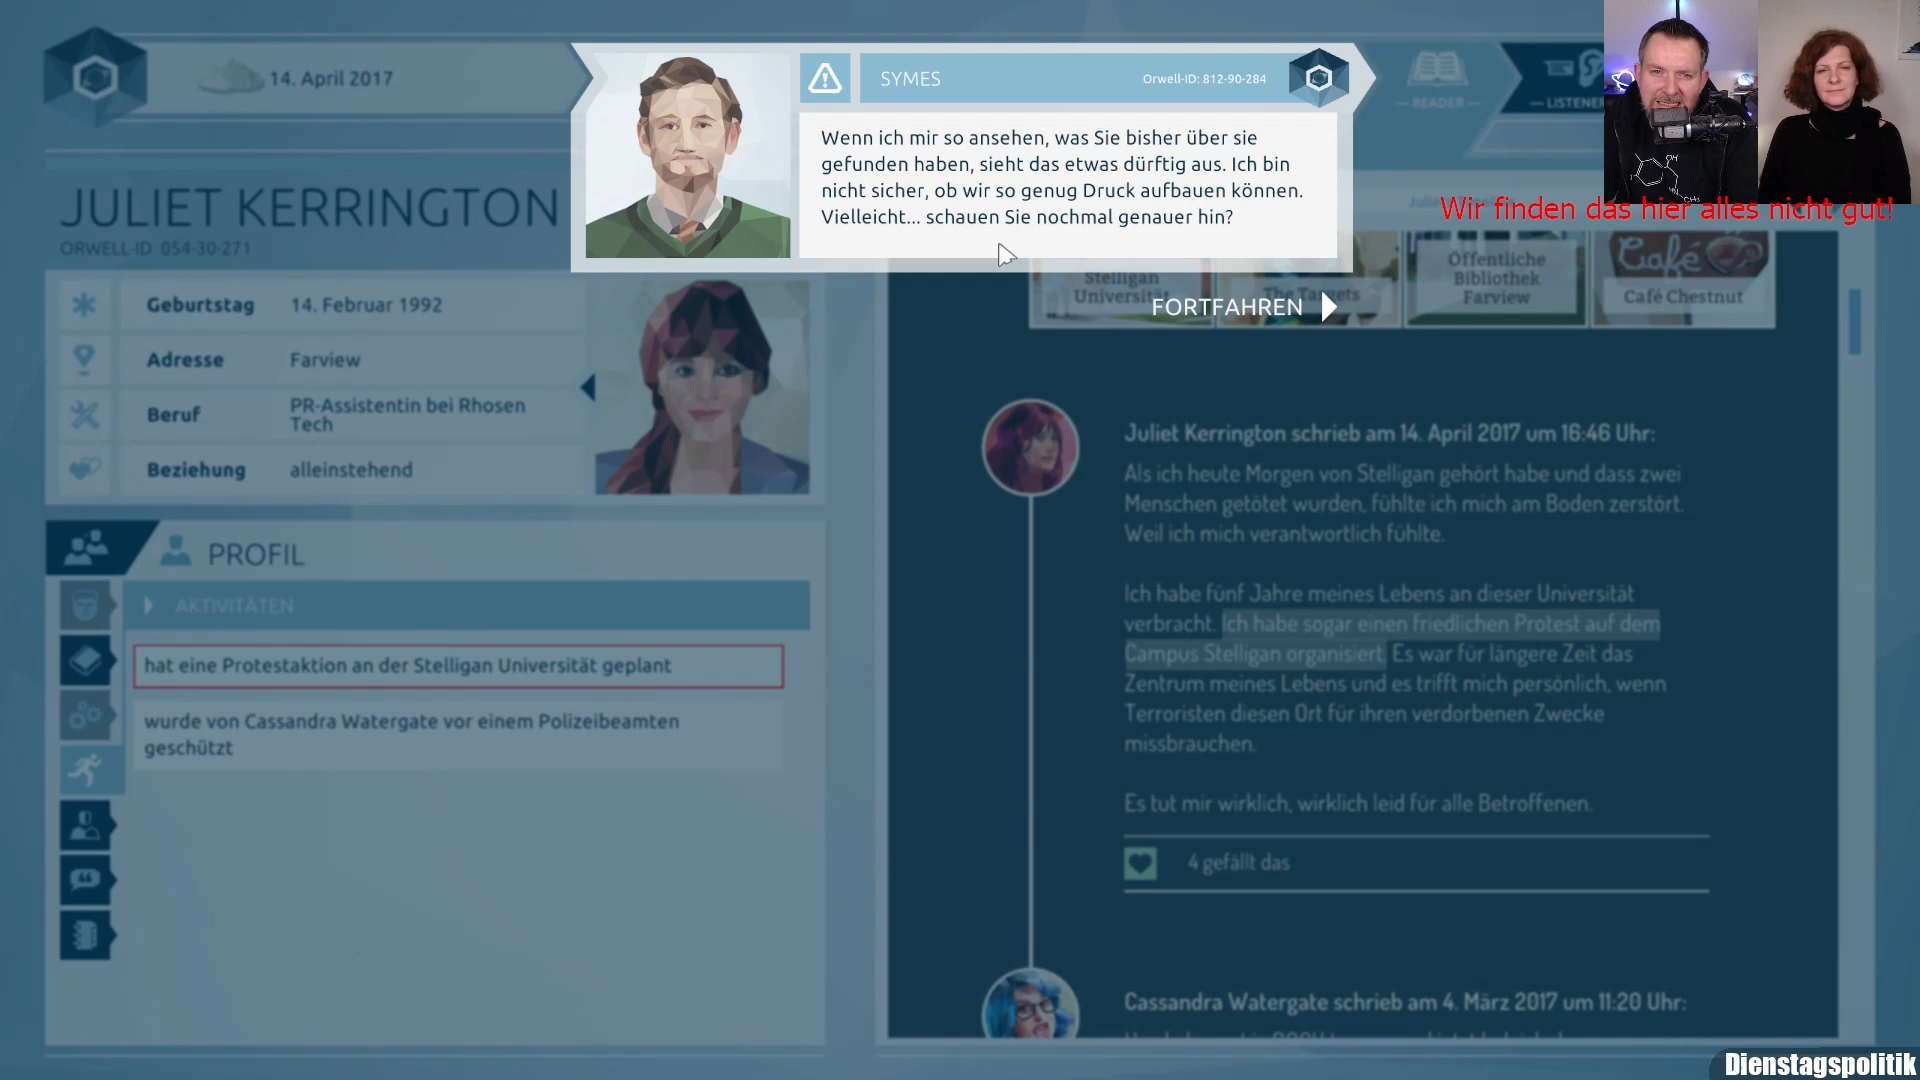 14. April 2017
SYMES
Orwell-ID: 812-90-284
Wenn ich mir so ansehen, was Sie bisher über sie
gefunden haben, sieht das etwas dürftig aus. Ich bin
nicht sicher, ob wir so genug Druck aufbauen können.
Vielleicht... schauen Sie nochmal genauer hin?
FORTFAHREN
READER
LISTENER
Wir finden das hier alles nicht gut!
JULIET KERRINGTON
ORWELL-ID 054-30-271
Geburtstag 14. Februar 1992
Adresse Farview
Beruf PR-Assistentin bei Rhosen
Tech
Beziehung alleinstehend
PROFIL
AKTIVITÄTEN
hat eine Protestaktion an der Stelligan Universität geplant
wurde von Cassandra Watergate vor einem Polizeibeamten
geschützt
Stelligan
Universität
The Targets
Öffentliche
Bibliothek
Farview
Café
Café Chestnut
Juliet Kerrington schrieb am 14. April 2017 um 16:46 Uhr:
Als ich heute Morgen von Stelligan gehört habe und dass zwei
Menschen getötet wurden, fühlte ich mich am Boden zerstört.
Weil ich mich verantwortlich fühlte.
Ich habe fünf Jahre meines Lebens an dieser Universität
verbracht. Ich habe sogar einen friedlichen Protest auf dem
Campus Stelligan organisiert. Es war für längere Zeit das
Zentrum meines Lebens und es trifft mich persönlich, wenn
Terroristen diesen Ort für ihren verdorbenen Zwecke
missbrauchen.
Es tut mir wirklich, wirklich leid für alle Betroffenen.
4 gefällt das
Cassandra Watergate schrieb am 4. März 2017 um 11:20 Uhr:
Dienstagspolitik